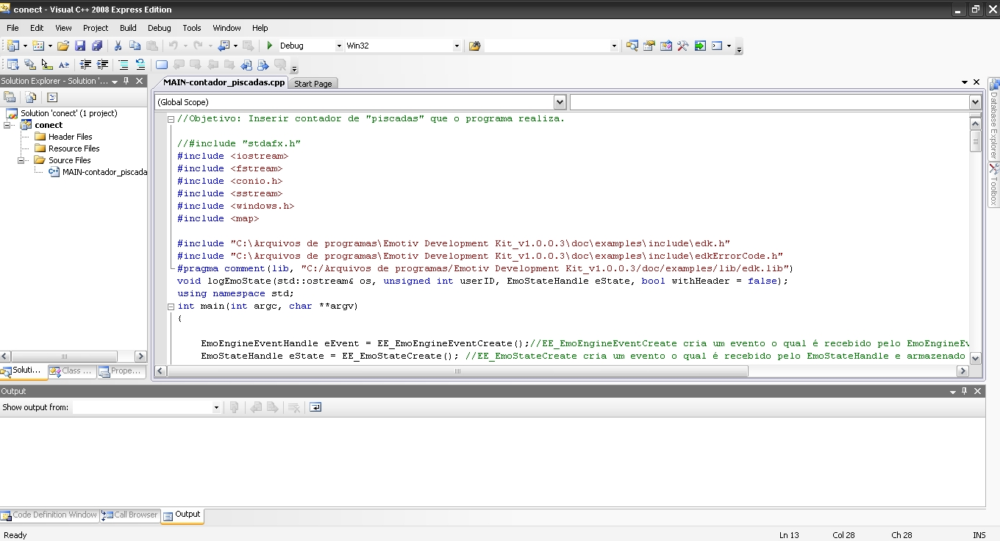 conect - Visual C++ 2008 Express Edition
File Edit View Project Build Debug Tools Window Help
Debug Win32
Solution Explorer - Solution '...
MAIN-contador_piscadas.cpp Start Page
(Global Scope)
Solution 'conect' (1 project)
conect
Header Files
Resource Files
Source Files
MAIN-contador_piscada
//Objetivo: Inserir contador de "piscadas" que o programa realiza.
//#include "stdafx.h"
#include <iostream>
#include <fstream>
#include <conio.h>
#include <sstream>
#include <windows.h>
#include <map>
#include "C:\Arquivos de programas\Emotiv Development Kit_v1.0.0.3\doc\examples\include\edk.h"
#include "C:\Arquivos de programas\Emotiv Development Kit_v1.0.0.3\doc\examples\include\edkErrorCode.h"
#pragma comment(lib, "C:/Arquivos de programas/Emotiv Development Kit_v1.0.0.3/doc/examples/lib/edk.lib")
void logEmoState(std::ostream& os, unsigned int userID, EmoStateHandle eState, bool withHeader = false);
using namespace std;
int main(int argc, char **argv)
{
EmoEngineEventHandle eEvent = EE_EmoEngineEventCreate();//EE_EmoEngineEventCreate cria um evento o qual é recebido pelo EmoEngineEv
EmoStateHandle eState = EE_EmoStateCreate(); //EE_EmoStateCreate cria um evento o qual é recebido pelo EmoStateHandle e armazenado
Database Explorer
Toolbox
Soluti... Class ... Prope...
Output
Show output from:
Code Definition Window Call Browser Output
Ready Ln 13 Col 28 Ch 28 INS